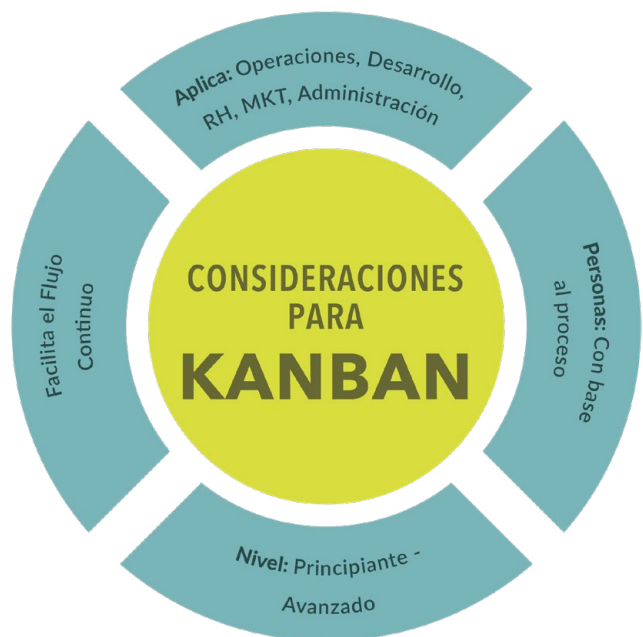 Aplica: Operaciones, Desarrollo,
RH, MKT, Administración
CONSIDERACIONES
PARA
KANBAN
Personas: Con base
al proceso
Nivel: Principiante -
Avanzado
Facilita el Flujo
Continuo